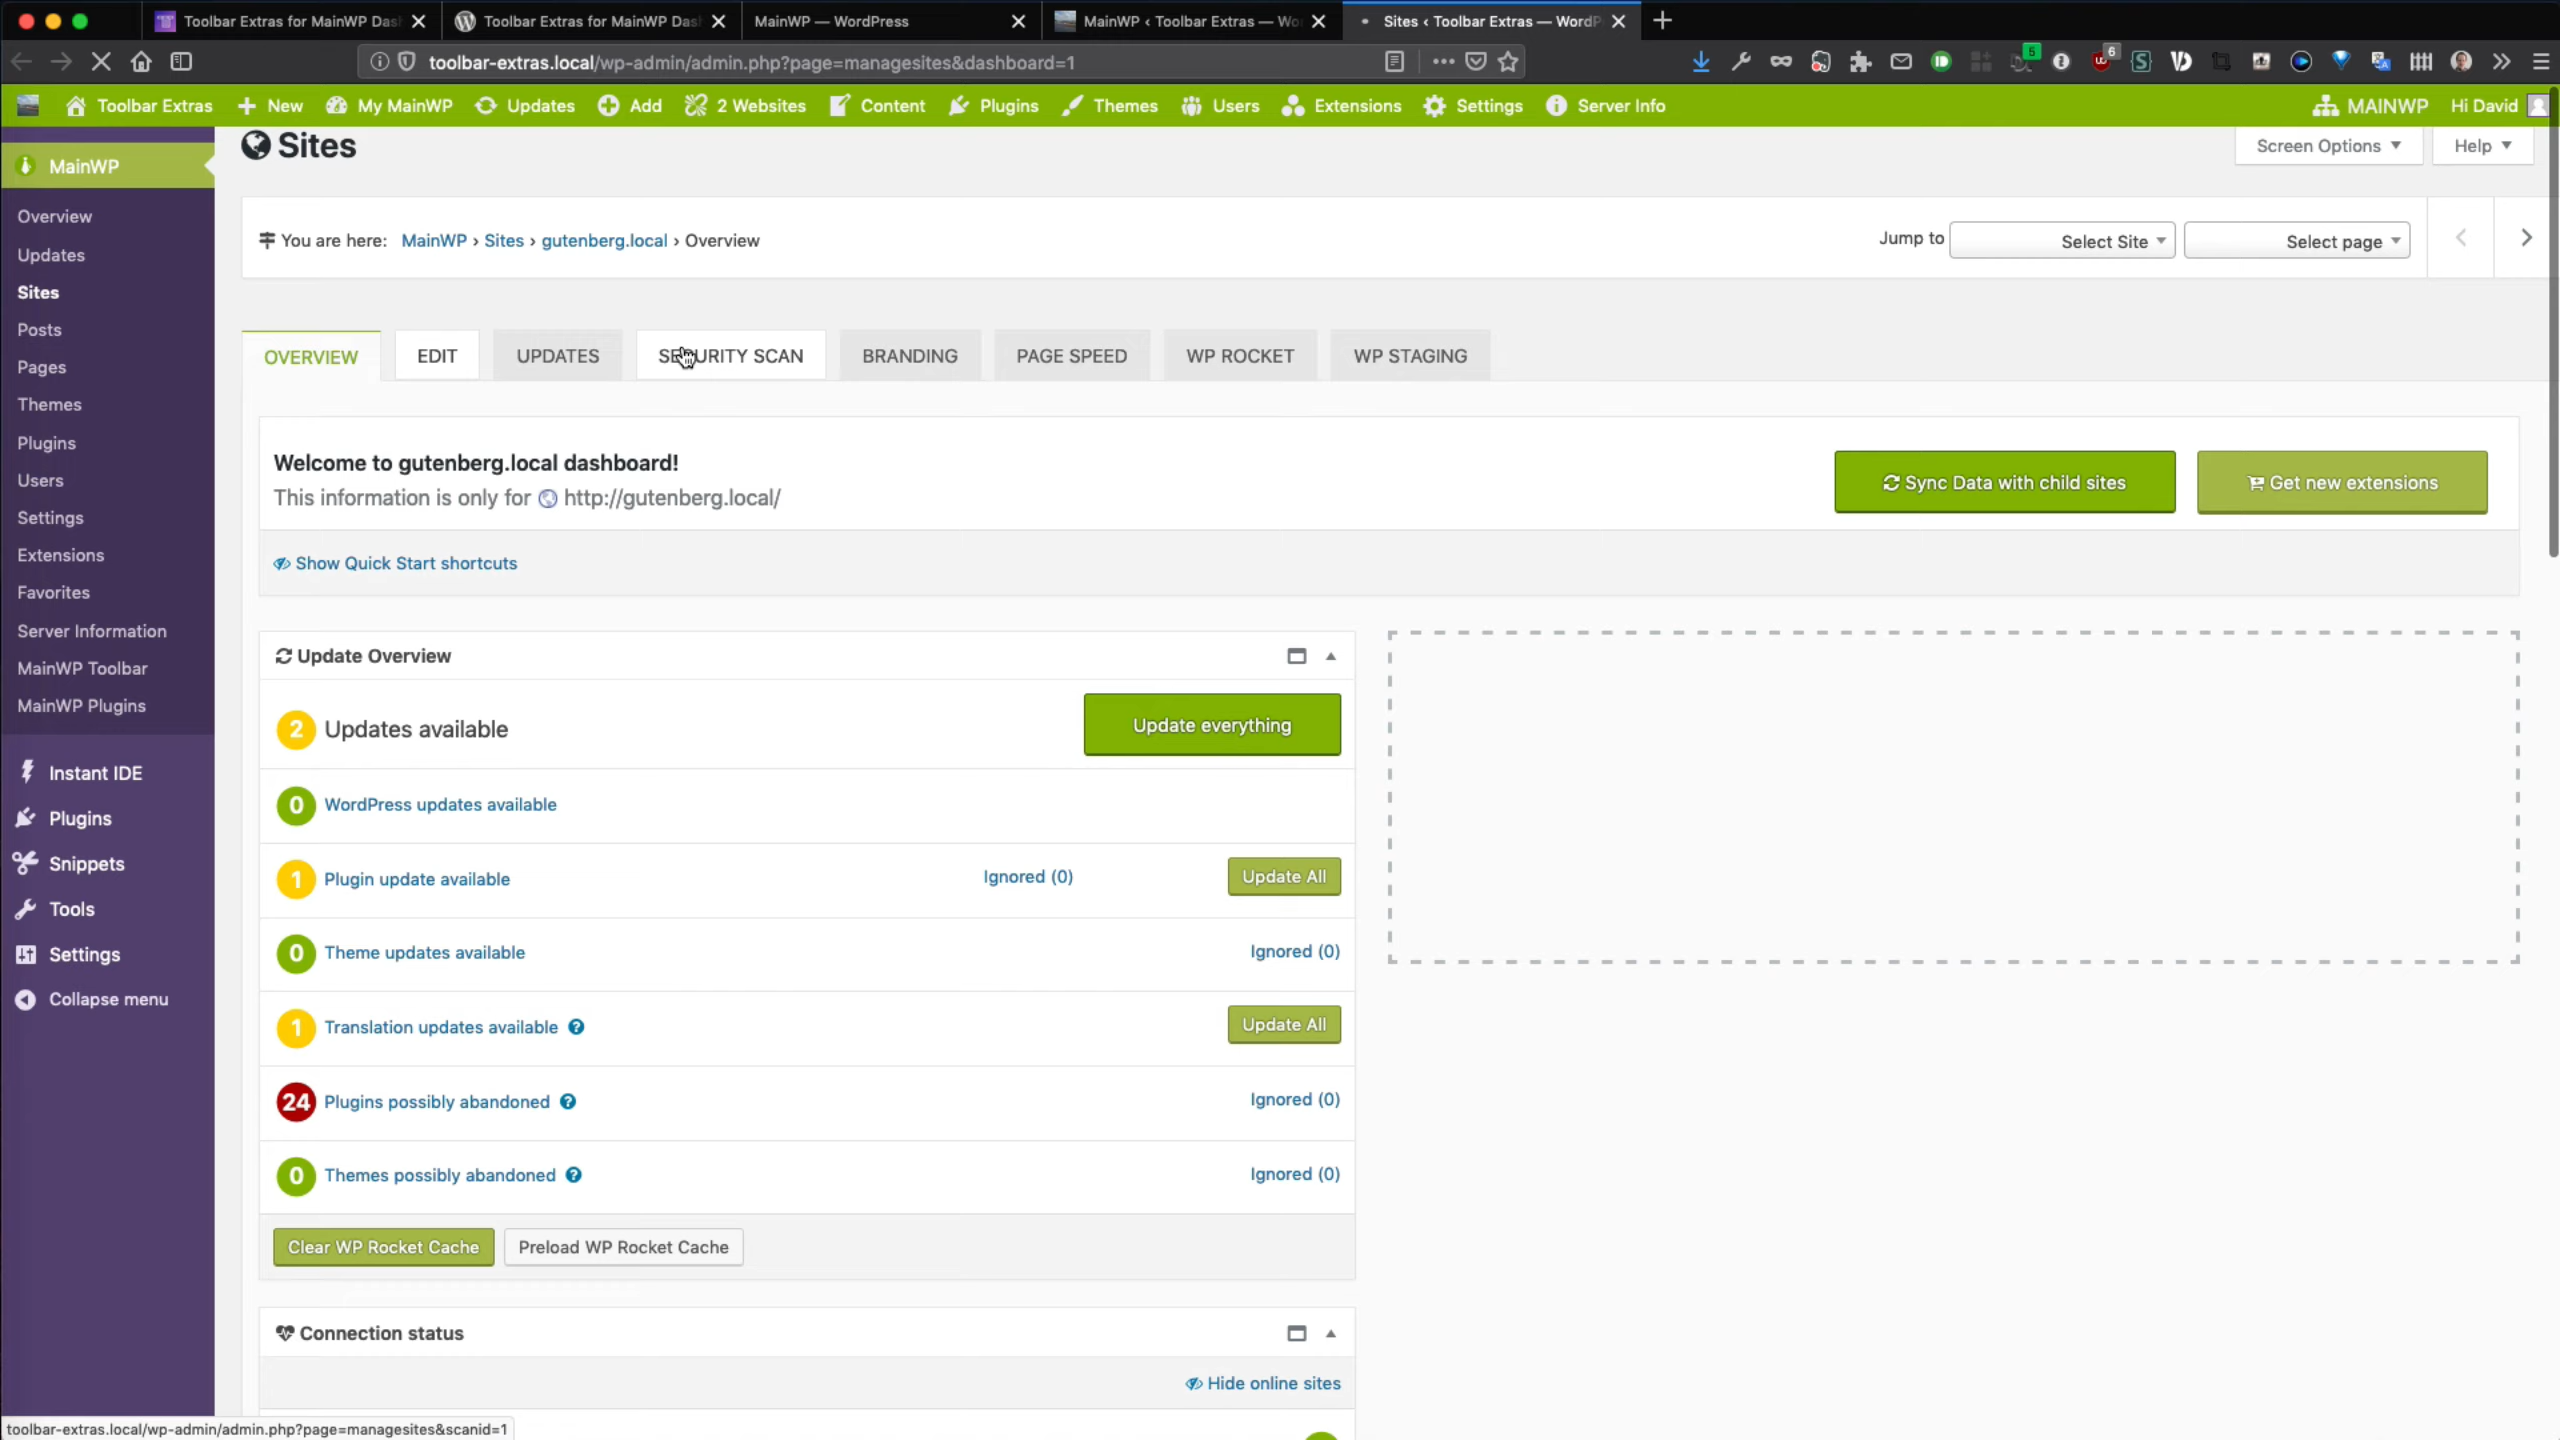 Toolbar Extras for MainWP Das
Toolbar Extras for MainWP Das
MainWP — WordPress
MainWP ‹ Toolbar Extras — Wo
Sites ‹ Toolbar Extras — WordP
toolbar-extras.local/wp-admin/admin.php?page=managesites&dashboard=1
5
6
Toolbar Extras
New
My MainWP
Updates
Add
2 Websites
Content
Plugins
Themes
Users
Extensions
Settings
Server Info
MAINWP
Hi David
MainWP
Overview
Updates
Sites
Posts
Pages
Themes
Plugins
Users
Settings
Extensions
Favorites
Server Information
MainWP Toolbar
MainWP Plugins
Instant IDE
Plugins
Snippets
Tools
Settings
Collapse menu
Sites
Screen Options
Help
You are here: MainWP › Sites › gutenberg.local › Overview
Jump to
Select Site
Select page
OVERVIEW
EDIT
UPDATES
SECURITY SCAN
BRANDING
PAGE SPEED
WP ROCKET
WP STAGING
Welcome to gutenberg.local dashboard!
This information is only for http://gutenberg.local/
Sync Data with child sites
Get new extensions
Show Quick Start shortcuts
Update Overview
2 Updates available
Update everything
0 WordPress updates available
1 Plugin update available
Ignored (0)
Update All
0 Theme updates available
Ignored (0)
1 Translation updates available
Update All
24 Plugins possibly abandoned
Ignored (0)
0 Themes possibly abandoned
Ignored (0)
Clear WP Rocket Cache
Preload WP Rocket Cache
Connection status
Hide online sites
toolbar-extras.local/wp-admin/admin.php?page=managesites&scanid=1